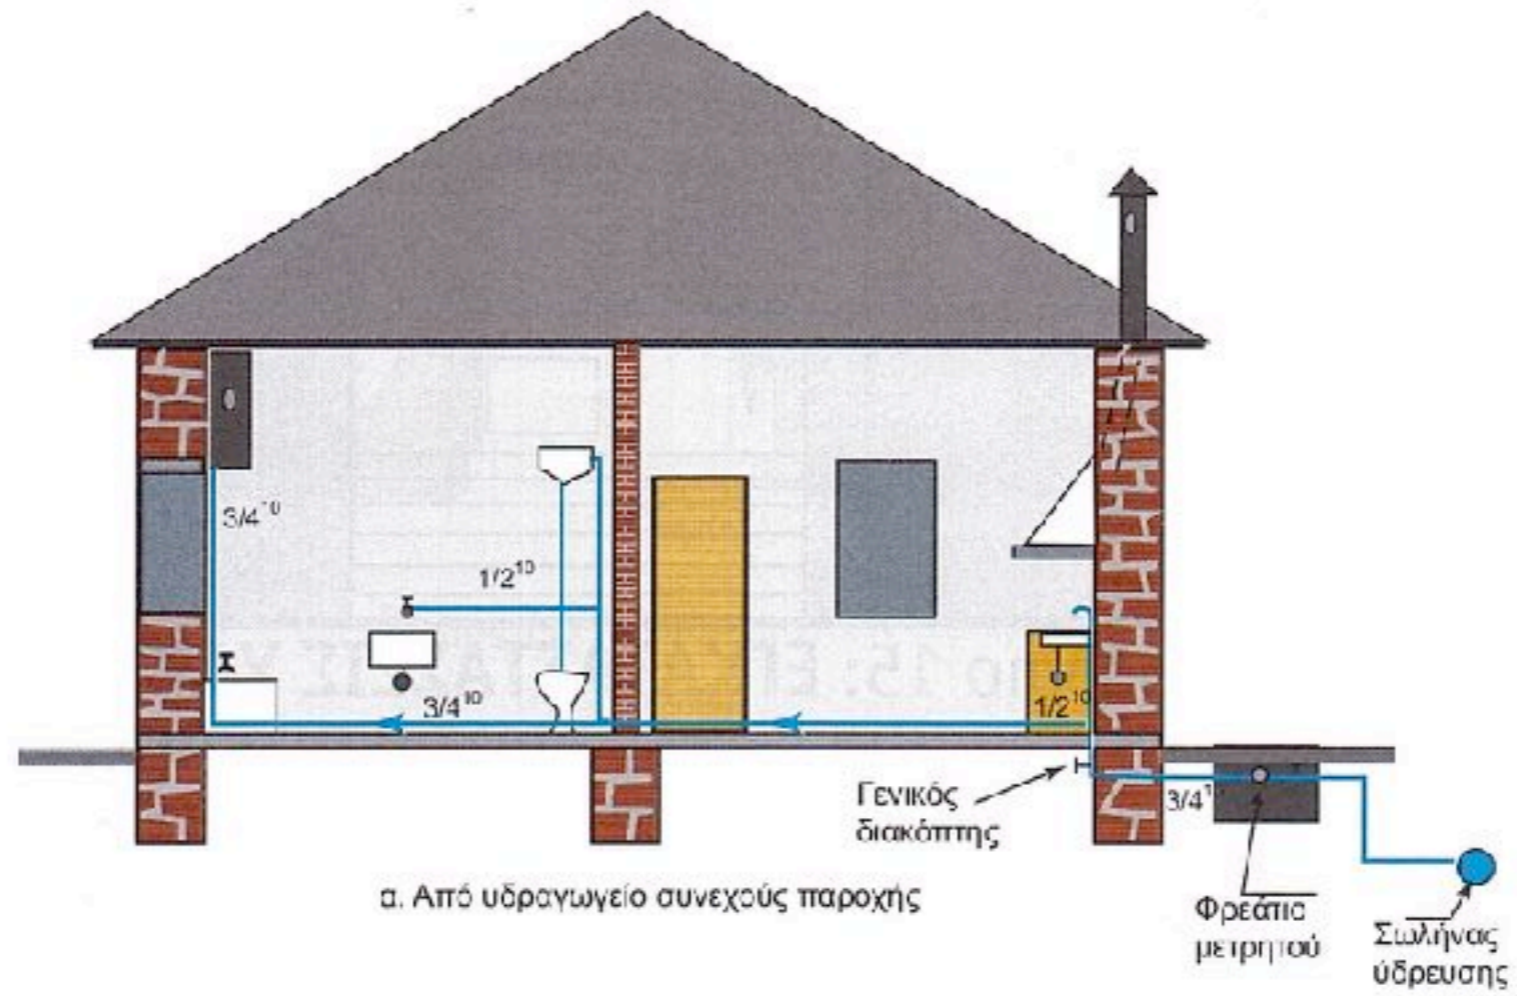 3/4¹⁰
1/2¹⁰
3/4¹⁰
1/2¹⁰
Γενικός
διακόπτης
3/4¹
α. Από υδραγωγείο συνεχούς παροχής
Φρεάτιο
μετρητού
Σωλήνας
ύδρευσης